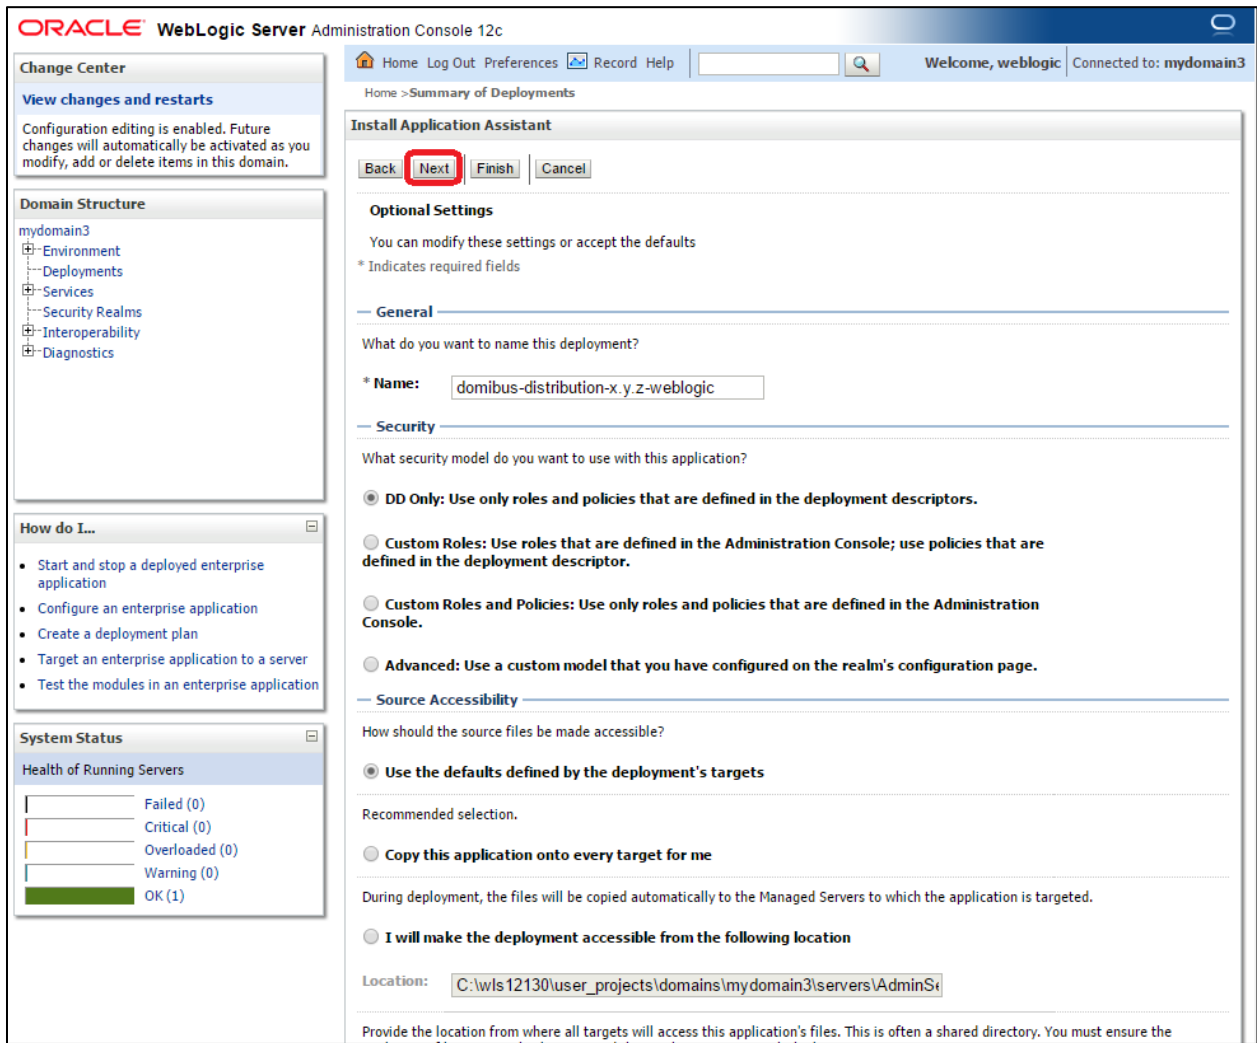 ORACLE WebLogic Server Administration Console 12c
Change Center
View changes and restarts
Configuration editing is enabled. Future
changes will automatically be activated as you
modify, add or delete items in this domain.
Domain Structure
mydomain3
Environment
Deployments
Services
Security Realms
Interoperability
Diagnostics
How do I...
Start and stop a deployed enterprise
application
Configure an enterprise application
Create a deployment plan
Target an enterprise application to a server
Test the modules in an enterprise application
System Status
Health of Running Servers
Failed (0)
Critical (0)
Overloaded (0)
Warning (0)
OK (1)
Home Log Out Preferences Record Help
Welcome, weblogic Connected to: mydomain3
Home >Summary of Deployments
Install Application Assistant
Back Next Finish Cancel
Optional Settings
You can modify these settings or accept the defaults
* Indicates required fields
General
What do you want to name this deployment?
* Name: domibus-distribution-x.y.z-weblogic
Security
What security model do you want to use with this application?
DD Only: Use only roles and policies that are defined in the deployment descriptors.
Custom Roles: Use roles that are defined in the Administration Console; use policies that are
defined in the deployment descriptor.
Custom Roles and Policies: Use only roles and policies that are defined in the Administration
Console.
Advanced: Use a custom model that you have configured on the realm's configuration page.
Source Accessibility
How should the source files be made accessible?
Use the defaults defined by the deployment's targets
Recommended selection.
Copy this application onto every target for me
During deployment, the files will be copied automatically to the Managed Servers to which the application is targeted.
I will make the deployment accessible from the following location
Location: C:\wls12130\user_projects\domains\mydomain3\servers\AdminSe
Provide the location from where all targets will access this application's files. This is often a shared directory. You must ensure the